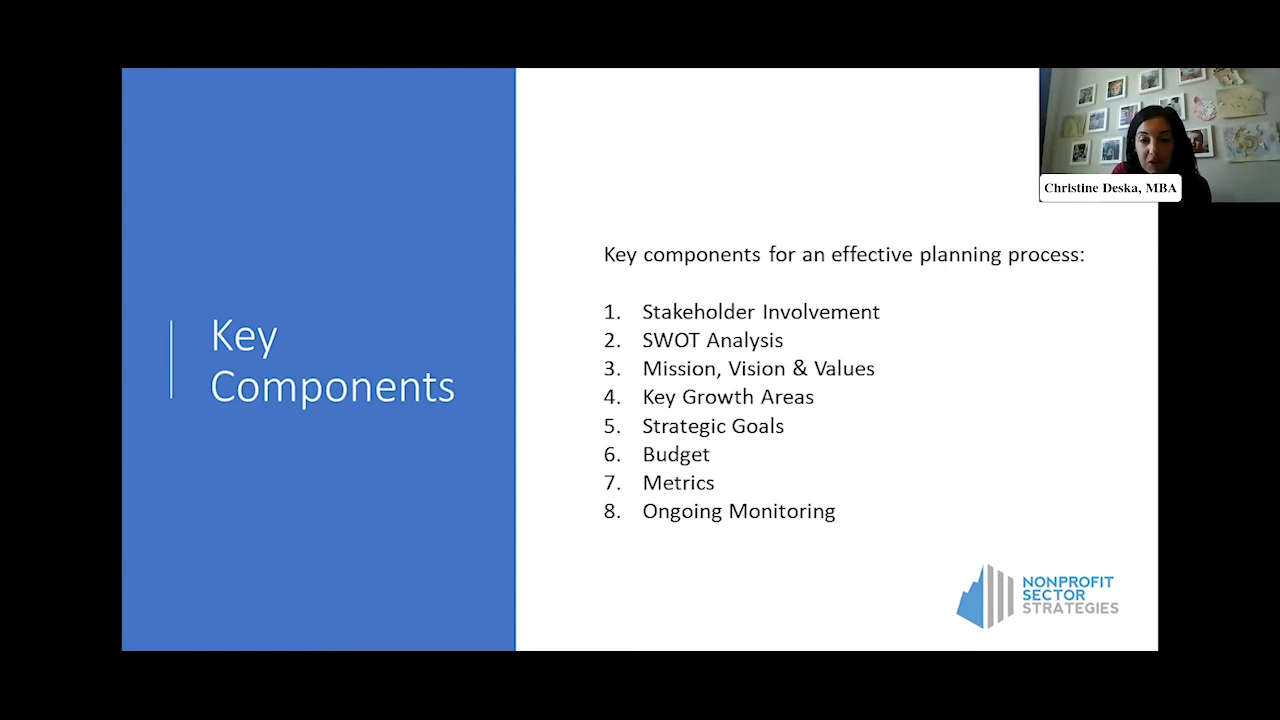 Christine Deska, MBA
Key
Components
Key components for an effective planning process:
1. Stakeholder Involvement
2. SWOT Analysis
3. Mission, Vision & Values
4. Key Growth Areas
5. Strategic Goals
6. Budget
7. Metrics
8. Ongoing Monitoring
NONPROFIT
SECTOR
STRATEGIES